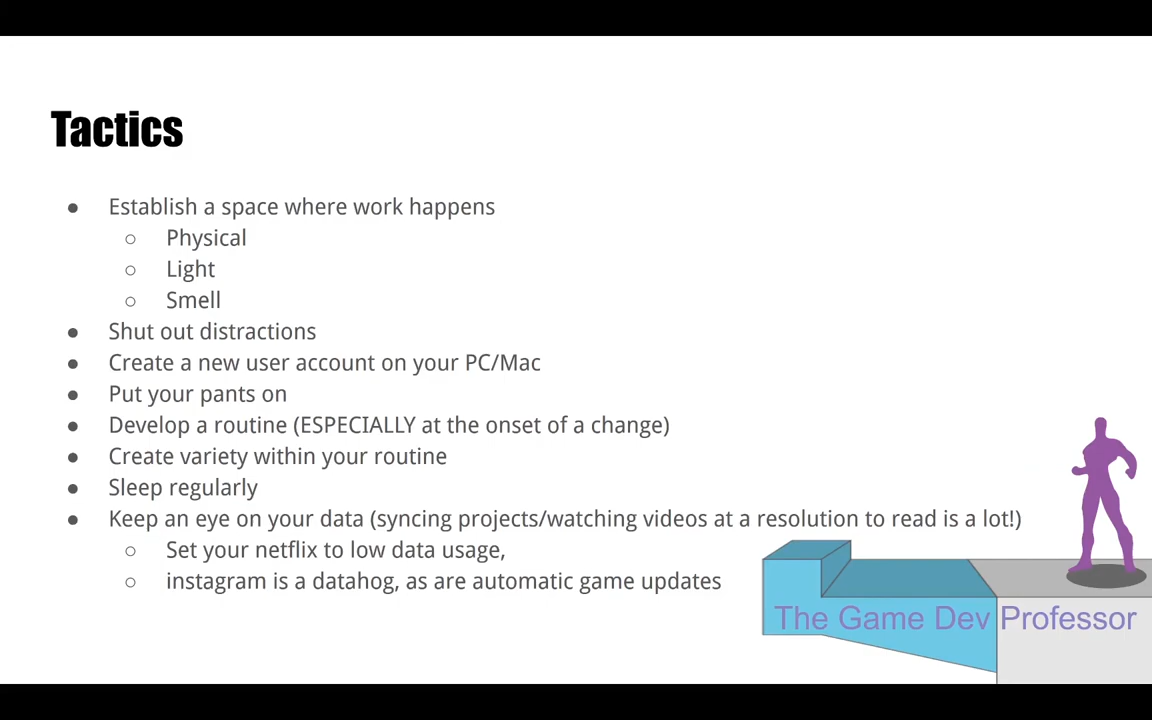 Tactics
● Establish a space where work happens
○ Physical
○ Light
○ Smell
● Shut out distractions
● Create a new user account on your PC/Mac
● Put your pants on
● Develop a routine (ESPECIALLY at the onset of a change)
● Create variety within your routine
● Sleep regularly
● Keep an eye on your data (syncing projects/watching videos at a resolution to read is a lot!)
○ Set your netflix to low data usage,
○ instagram is a datahog, as are automatic game updates
The Game Dev Professor